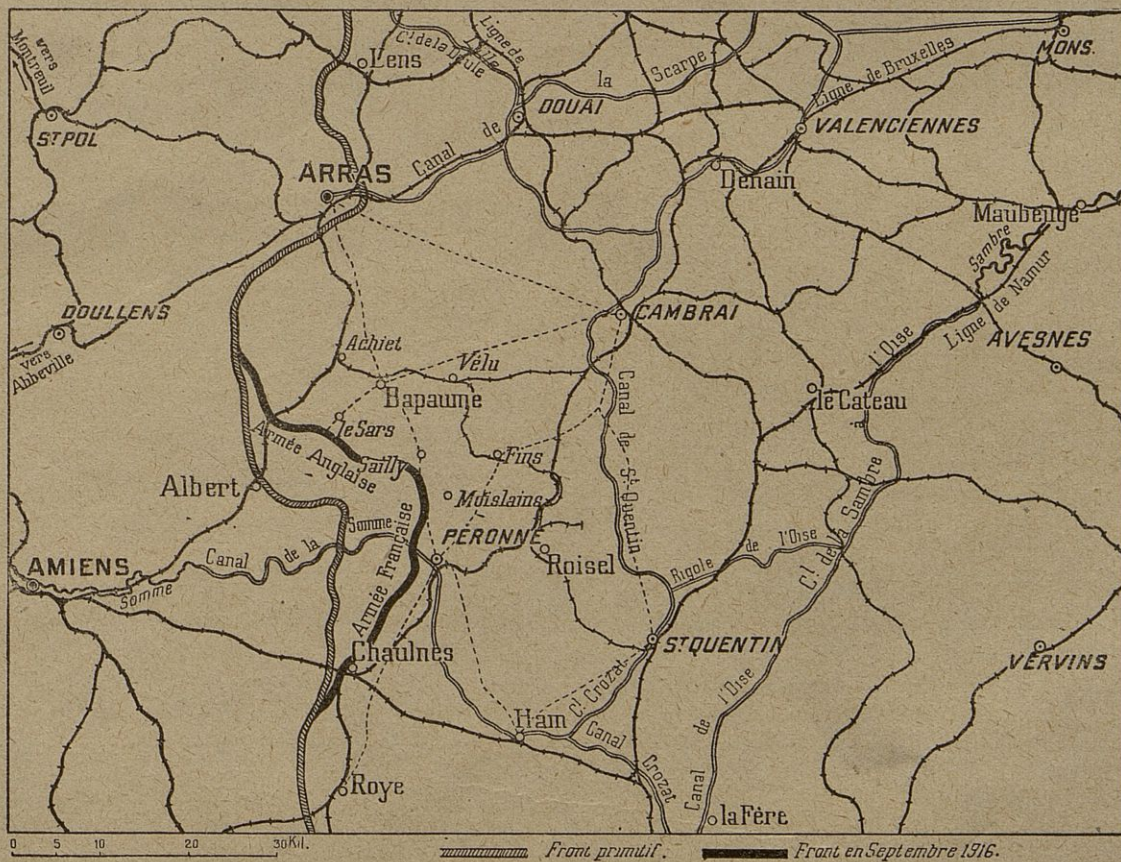 vers
Montreuil
Lens
Cl. de la Deule
Ligne de
Lille
la Scarpe
MONS.
Ligne de Bruxelles
DOUAI
de
VALENCIENNES
St POL
Canal
ARRAS
Denain
Maubeuge
Sambre
Ligne de Namur
DOULLENS
vers
Abbeville
CAMBRAI
l'Oise
AVESNES
Achiet
Vélu
Bapaume
le Cateau
à
le Sars
Armée Anglaise
Sailly
Fins
Canal de St Quentin
Albert
Moislains
Somme
PÉRONNE
Canal de la
Roisel
Rigole de l'Oise
Cl. de la Sambre
AMIENS
Somme
Armée Française
Chaulnes
St QUENTIN
VERVINS
Cl. Crozat
Ham
Canal Crozat
Canal de l'Oise
Roye
la Fère
0 5 10 20 30 Kil.
Front primitif.
Front en Septembre 1916.